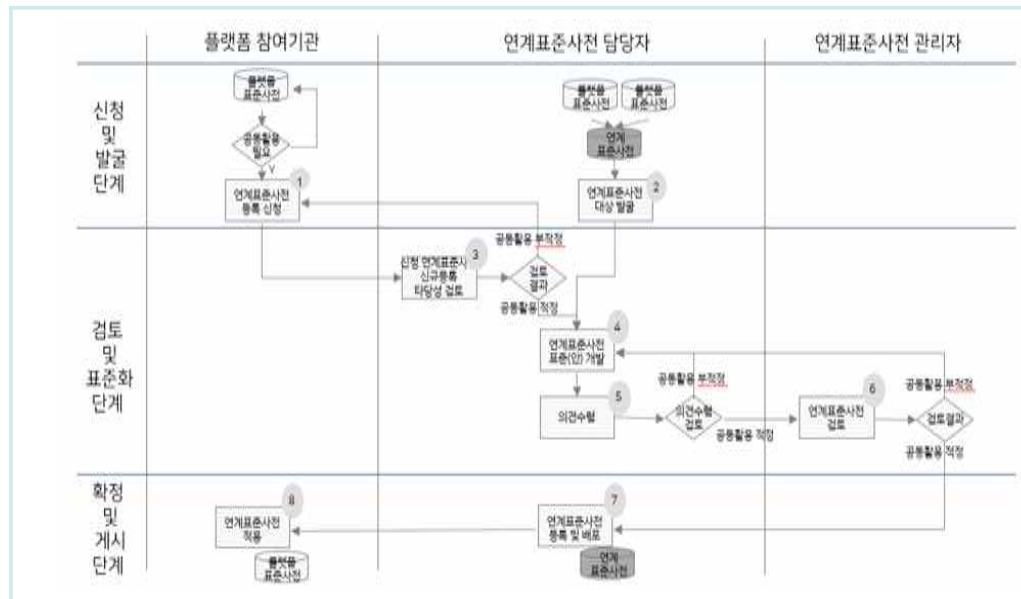 플랫폼 참여기관
연계표준사전 담당자
연계표준사전 관리자
신청
및
발굴
단계
플랫폼
표준사전
공동활용
필요
Y
1
연계표준사전
등록 신청
플랫폼
표준사전
플랫폼
표준사전
연계
표준사전
2
연계표준사전
대상 발굴
검토
및
표준화
단계
3
신청 연계표준사
신규등록
타당성 검토
공동활용 부적정
검토
결과
공동활용 적정
4
연계표준사전
표준(안) 개발
5
의견수렴
공동활용 부적정
의견수렴
검토
공동활용 적정
6
연계표준사전
검토
공동활용 부적정
검토결과
공동활용 적정
확정
및
게시
단계
8
연계표준사전
적용
플랫폼
표준사전
7
연계표준사전
등록 및 배포
연계
표준사전